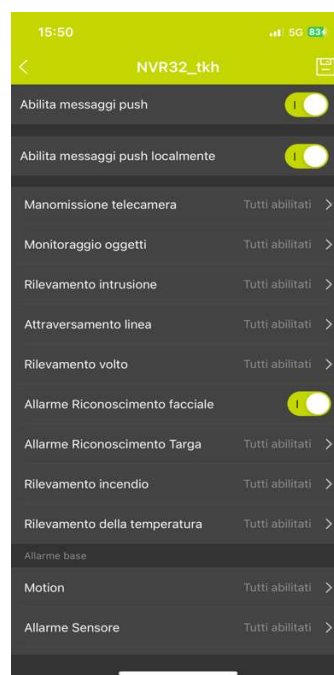 15:50
5G 83
NVR32_tkh
Abilita messaggi push
Abilita messaggi push localmente
Manomissione telecamera Tutti abilitati
Monitoraggio oggetti Tutti abilitati
Rilevamento intrusione Tutti abilitati
Attraversamento linea Tutti abilitati
Rilevamento volto Tutti abilitati
Allarme Riconoscimento facciale
Allarme Riconoscimento Targa Tutti abilitati
Rilevamento incendio Tutti abilitati
Rilevamento della temperatura Tutti abilitati
Allarme base
Motion Tutti abilitati
Allarme Sensore Tutti abilitati